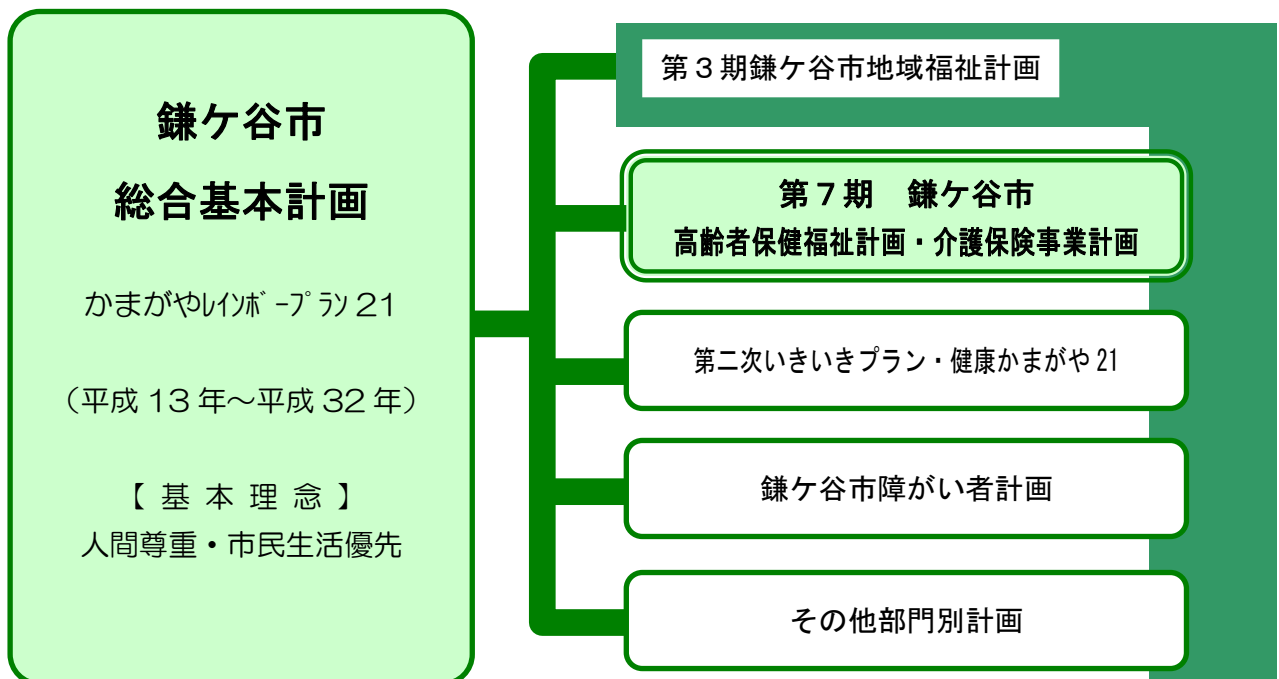 鎌ケ谷市
総合基本計画
かまがやﾚｲﾝﾎﾞｰﾌﾟﾗﾝ21
（平成13年～平成32年）
【基本理念】
人間尊重・市民生活優先
第３期鎌ケ谷市地域福祉計画
第７期　鎌ケ谷市
高齢者保健福祉計画・介護保険事業計画
第二次いきいきプラン・健康かまがや21
鎌ケ谷市障がい者計画
その他部門別計画